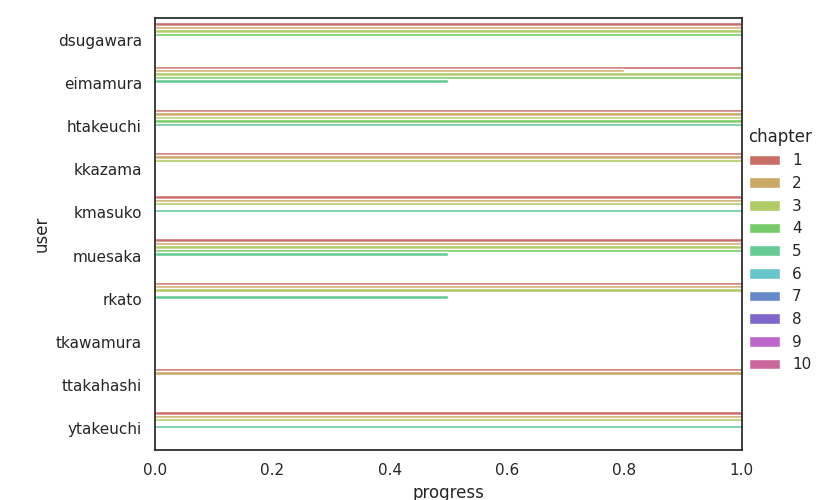 dsugawara
eimamura
htakeuchi
kkazama
kmasuko
muesaka
rkato
tkawamura
ttakahashi
ytakeuchi
user
0.0 0.2 0.4 0.6 0.8 1.0
progress
chapter
1
2
3
4
5
6
7
8
9
10